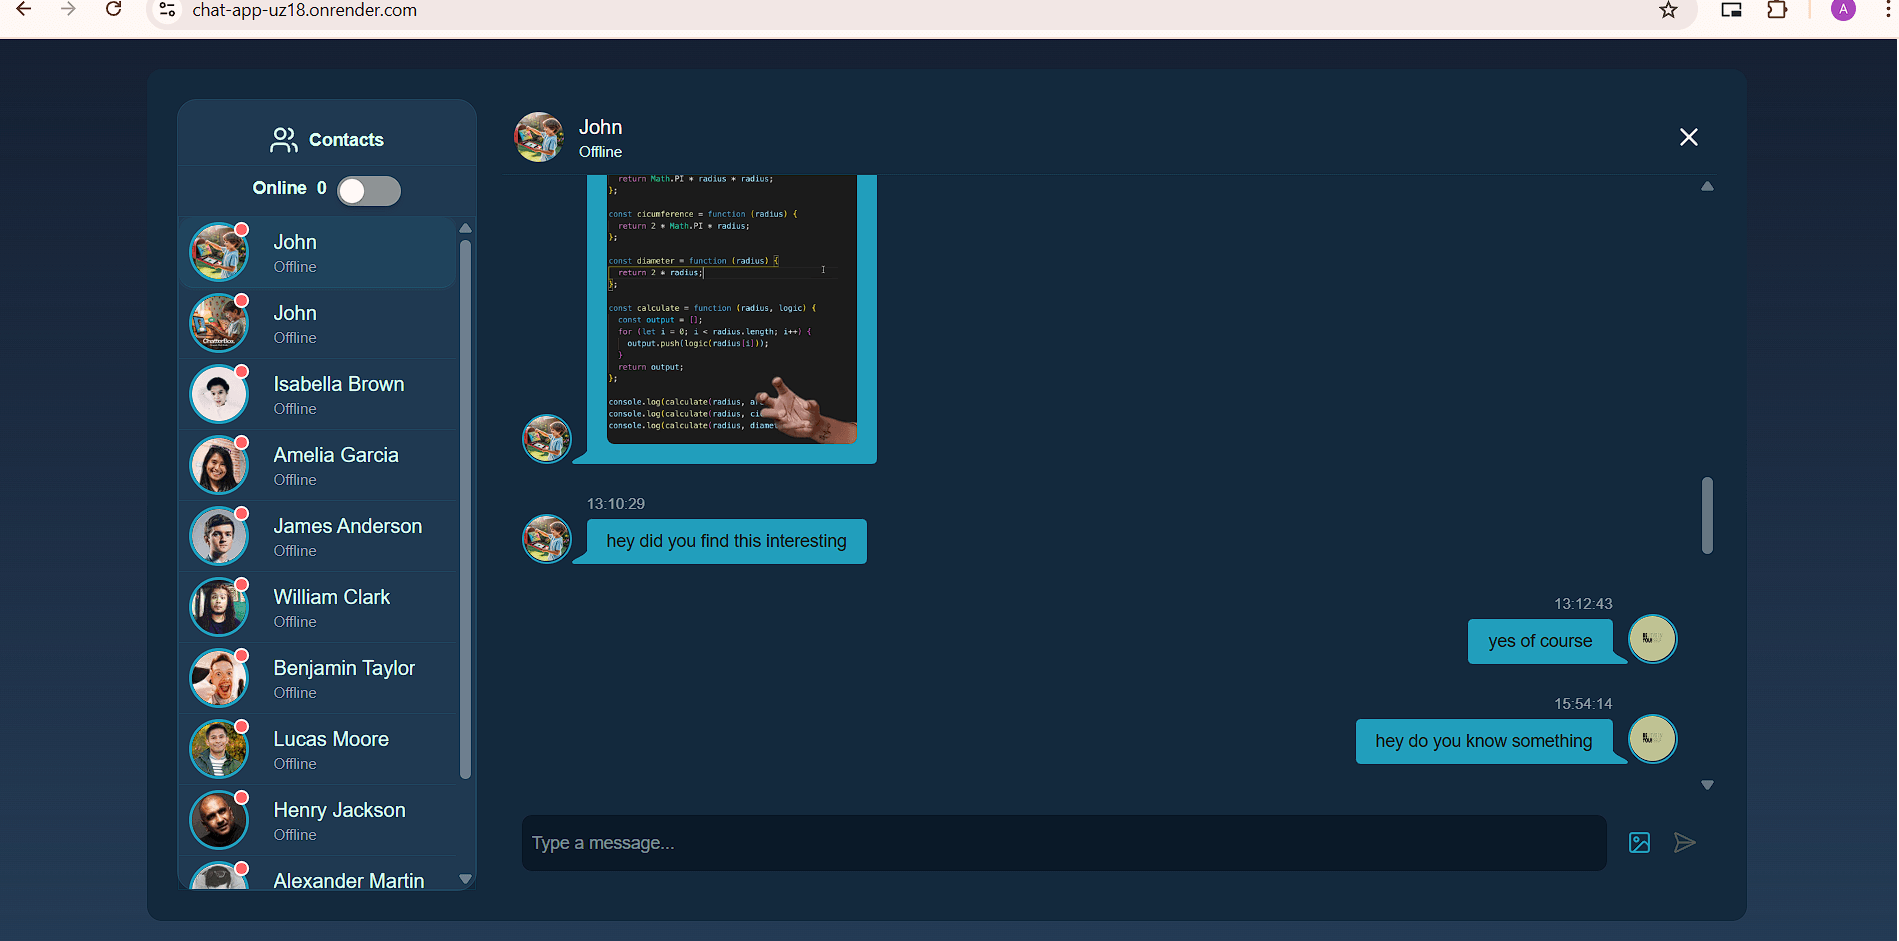 chat-app-uz18.onrender.com
A
Contacts
Online 0
John
Offline
John
Offline
Isabella Brown
Offline
Amelia Garcia
Offline
James Anderson
Offline
William Clark
Offline
Benjamin Taylor
Offline
Lucas Moore
Offline
Henry Jackson
Offline
Alexander Martin
ChatterBox
John
Offline
return Math.PI * radius * radius;
};
const cicumference = function (radius) {
return 2 * Math.PI * radius;
};
const diameter = function (radius) {
return 2 * radius;
};
const calculate = function (radius, logic) {
const output = [];
for (let i = 0; i < radius.length; i++) {
output.push(logic(radius[i]));
}
return output;
};
console.log(calculate(radius, a
console.log(calculate(radius, ci
console.log(calculate(radius, diame
13:10:29
hey did you find this interesting
13:12:43
yes of course
15:54:14
hey do you know something
Type a message...